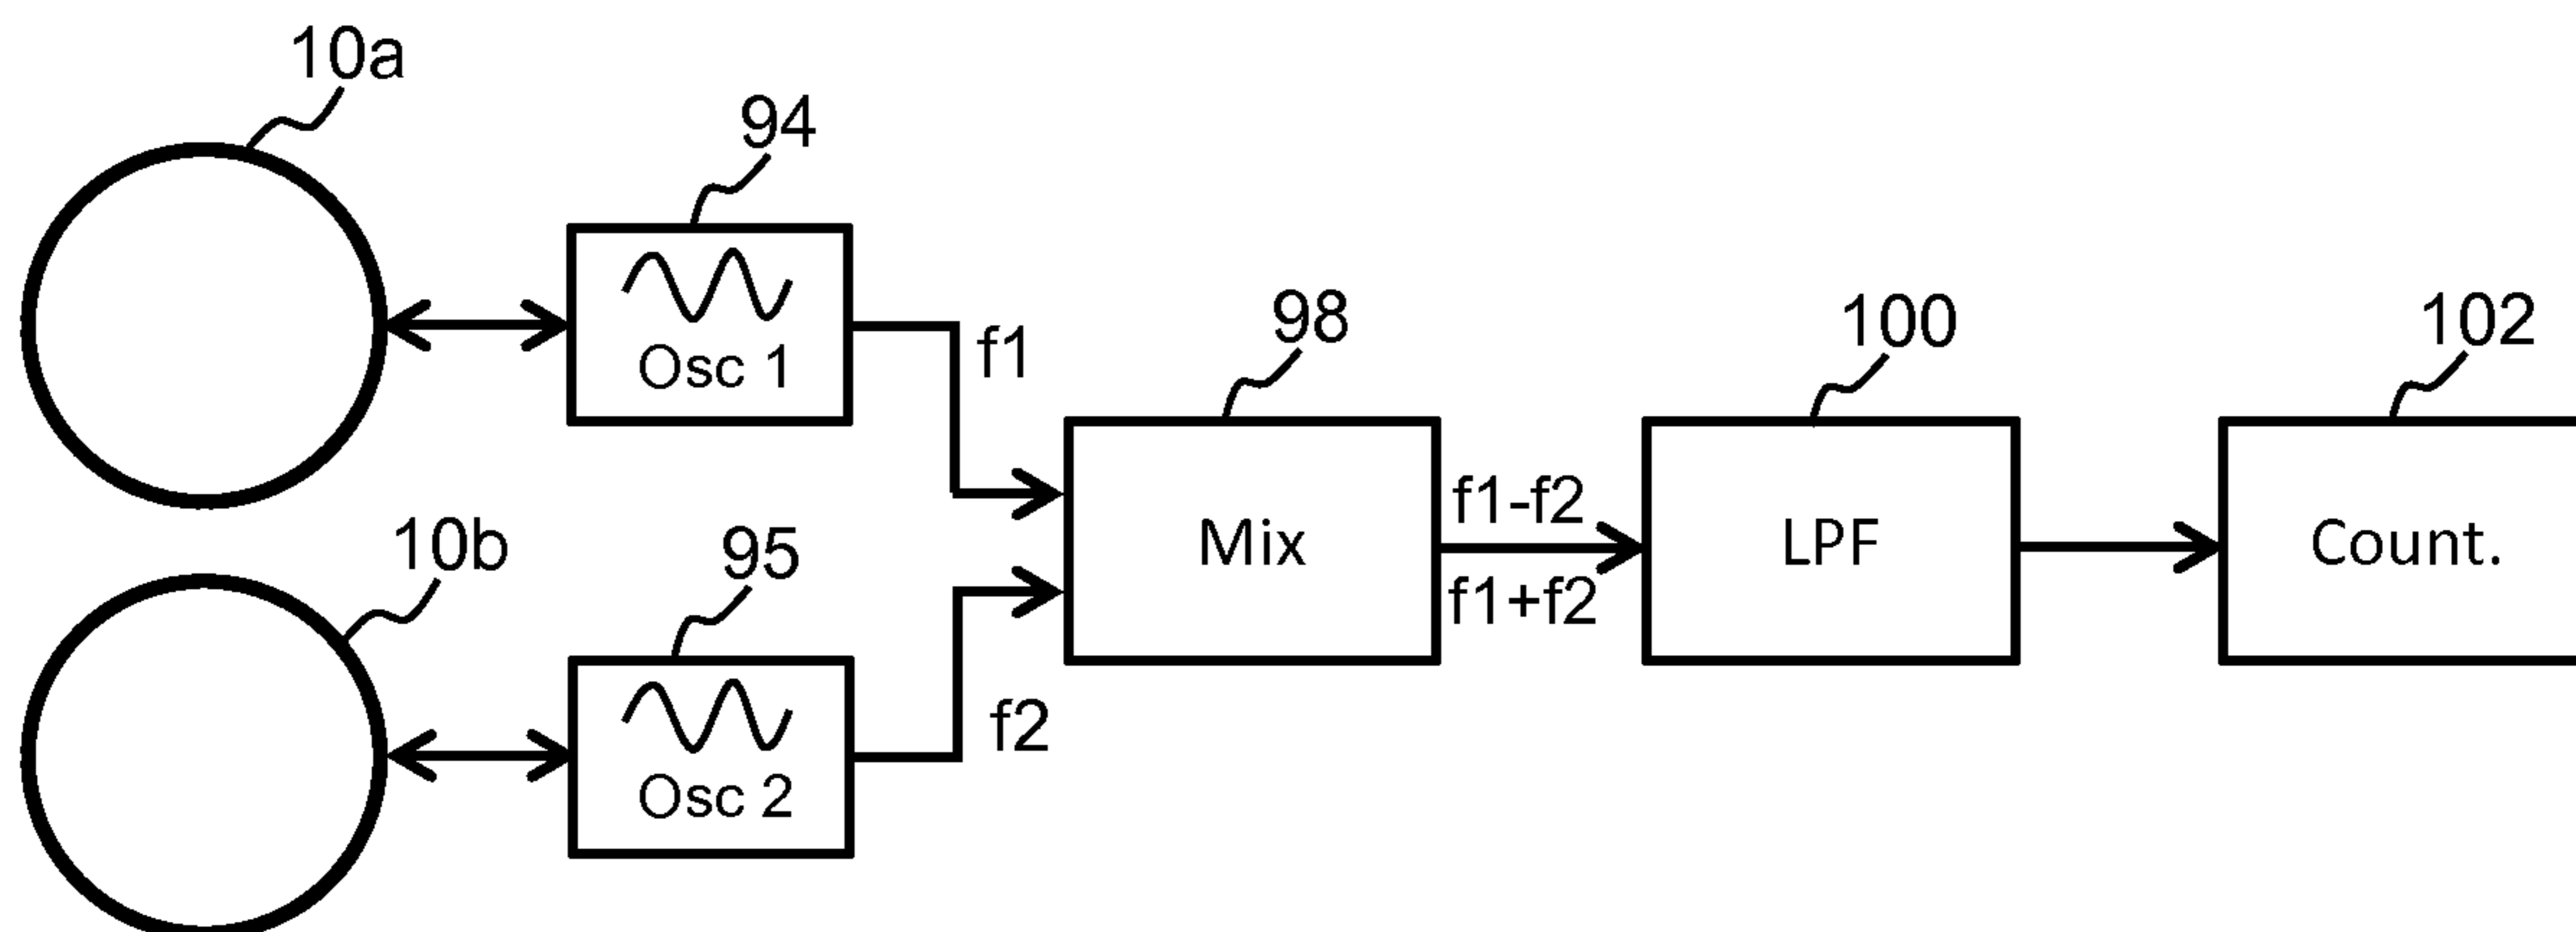 10a
94
Osc 1
f1
10b
95
Osc 2
f2
98
Mix
f1-f2
f1+f2
100
LPF
102
Count.